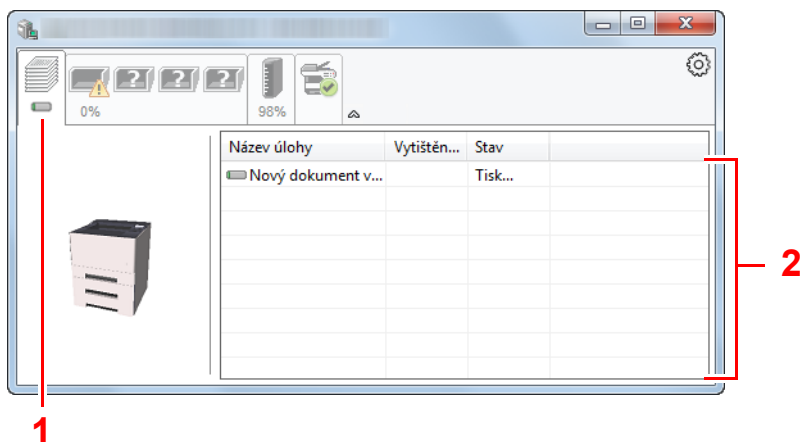 ? ? ?
0% 98%
Název úlohy Vytištěn... Stav
Nový dokument v... Tisk...
2
1